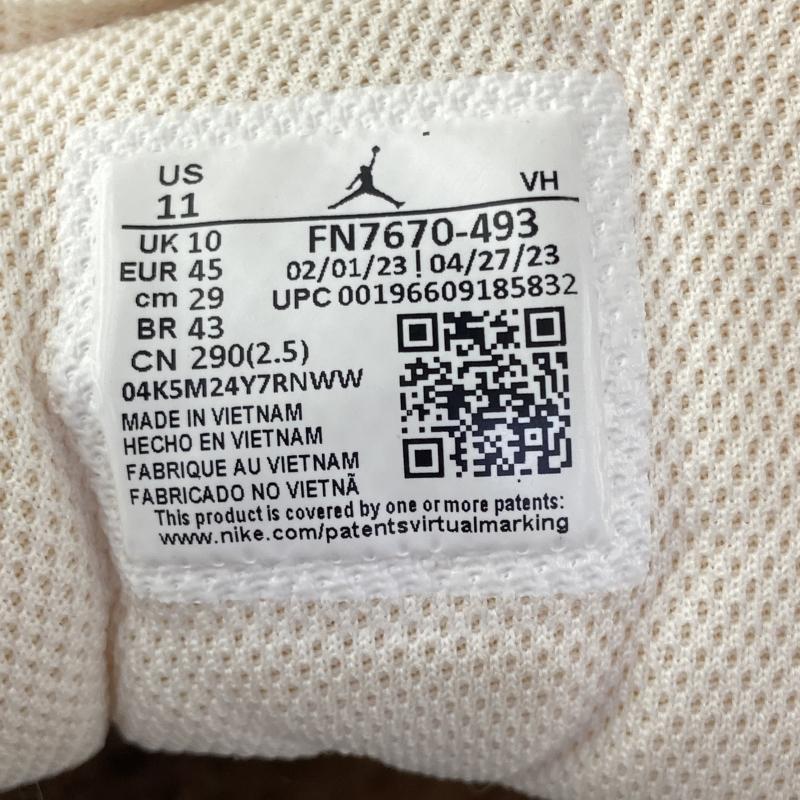 US
11
VH
UK 10
EUR 45
cm 29
BR 43
CN 290(2.5)
FN7670-493
02/01/23 | 04/27/23
UPC 00196609185832
04K5M24Y7RNWW
MADE IN VIETNAM
HECHO EN VIETNAM
FABRIQUE AU VIETNAM
FABRICADO NO VIETNÃ
This product is covered by one or more patents:
www.nike.com/patentsvirtualmarking